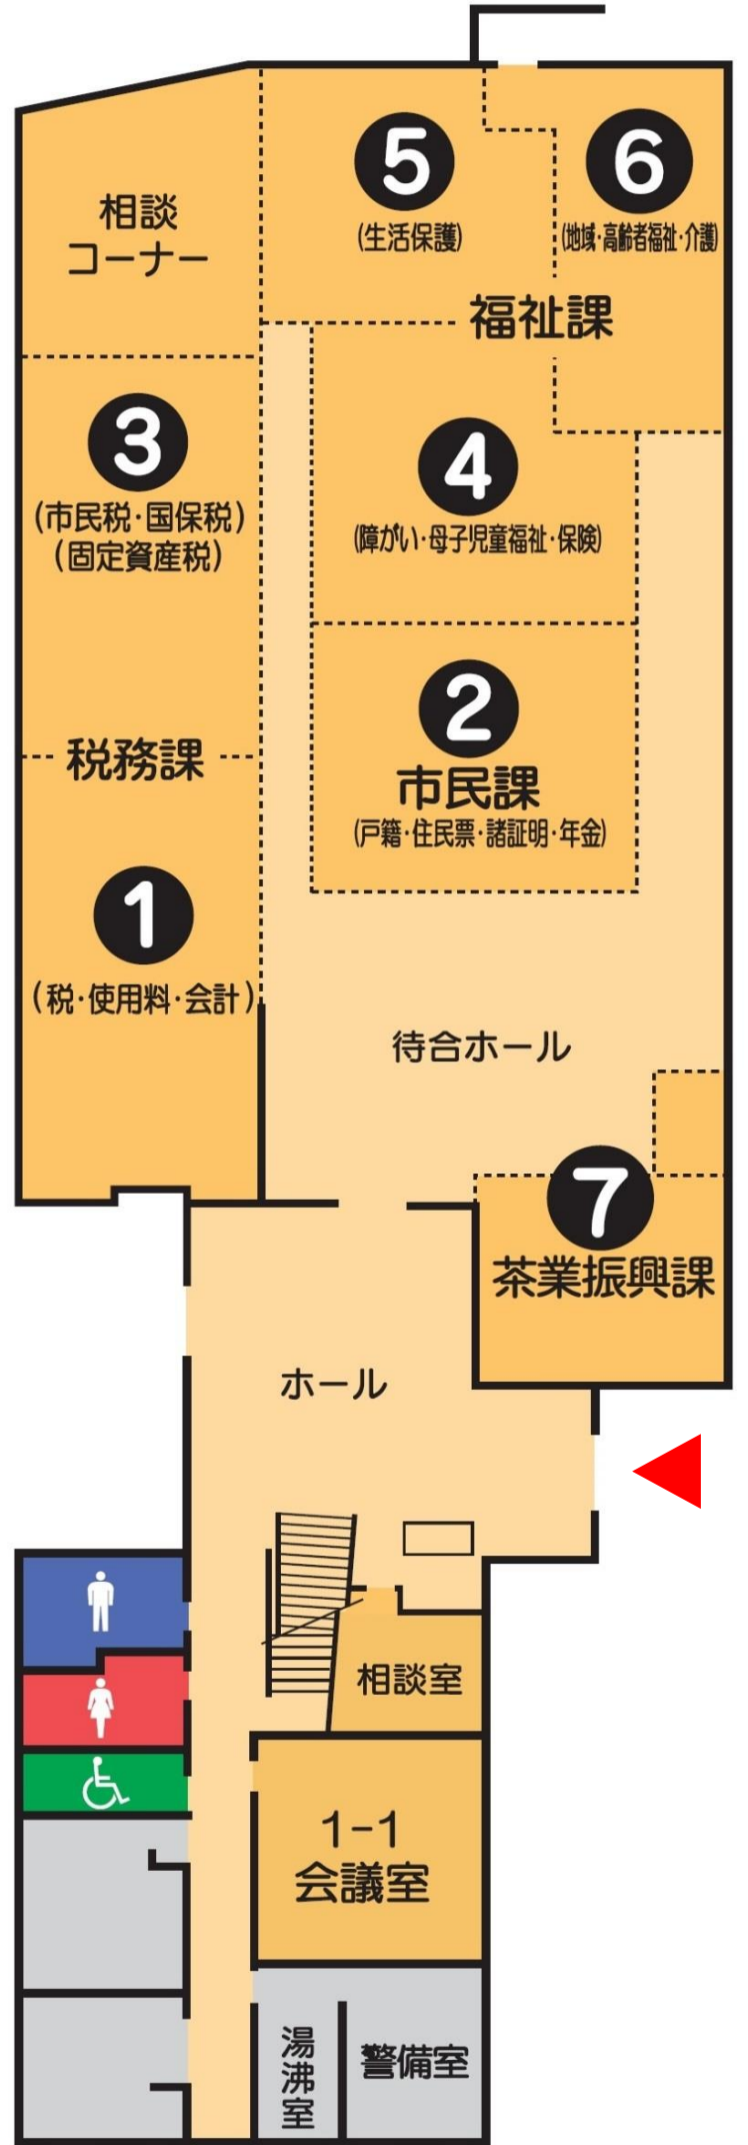 5
(生活保護)
6
(地域・高齢者福祉・介護)
相談
コーナー
福祉課
3
(市民税・国保税)
(固定資産税)
4
(障がい・母子児童福祉・保険)
2
市民課
(戸籍・住民票・諸証明・年金)
税務課
1
(税・使用料・会計)
待合ホール
7
茶業振興課
ホール
相談室
1-1
会議室
湯沸室
警備室